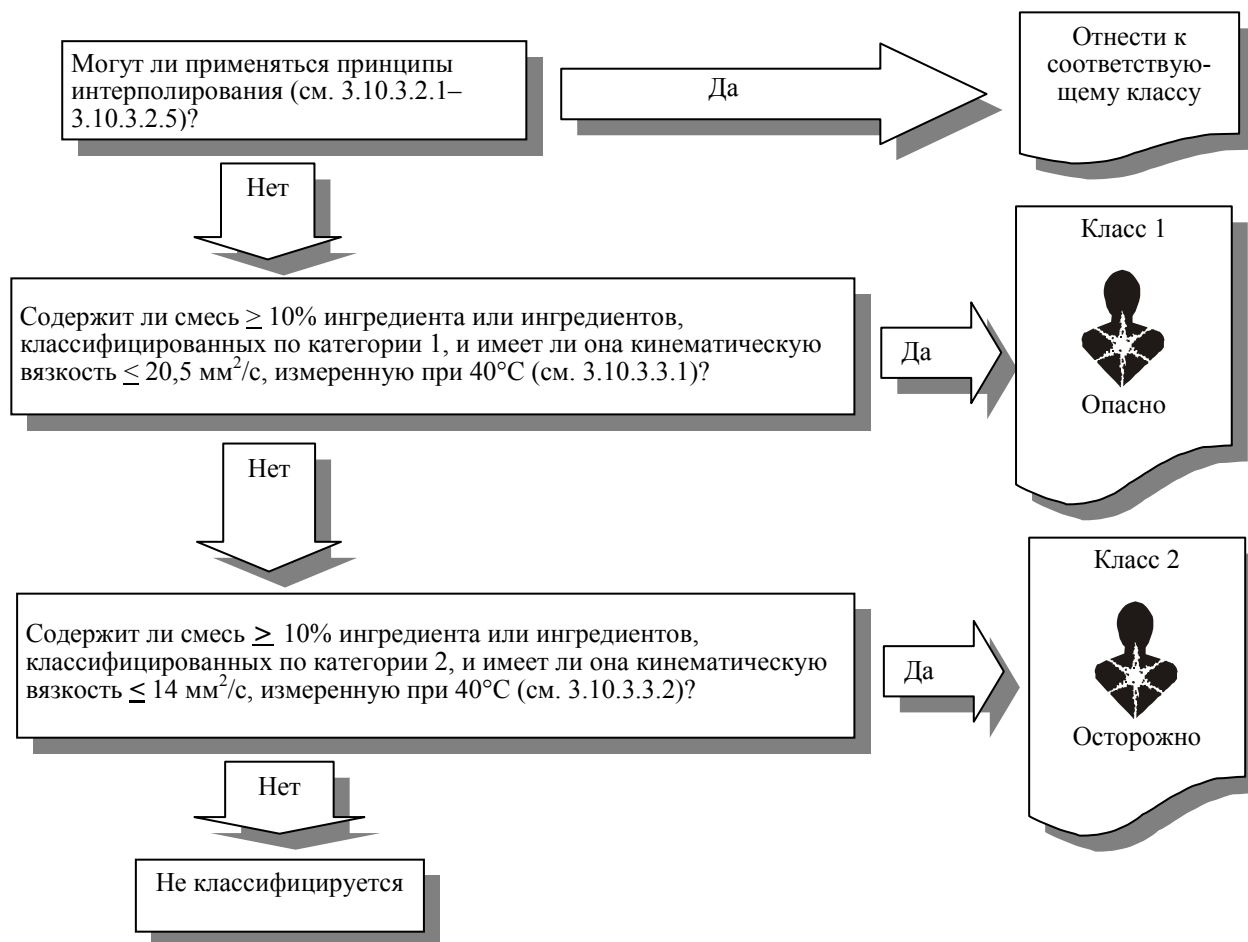 Могут ли применяться принципы
интерполирования (см. 3.10.3.2.1–
3.10.3.2.5)?
Да
Отнести к
соответствую-
щему классу
Нет
Содержит ли смесь ≥ 10% ингредиента или ингредиентов,
классифицированных по категории 1, и имеет ли она кинематическую
вязкость ≤ 20,5 мм²/с, измеренную при 40°C (см. 3.10.3.3.1)?
Да
Класс 1
Опасно
Нет
Содержит ли смесь ≥ 10% ингредиента или ингредиентов,
классифицированных по категории 2, и имеет ли она кинематическую
вязкость ≤ 14 мм²/с, измеренную при 40°C (см. 3.10.3.3.2)?
Да
Класс 2
Осторожно
Нет
Не классифицируется